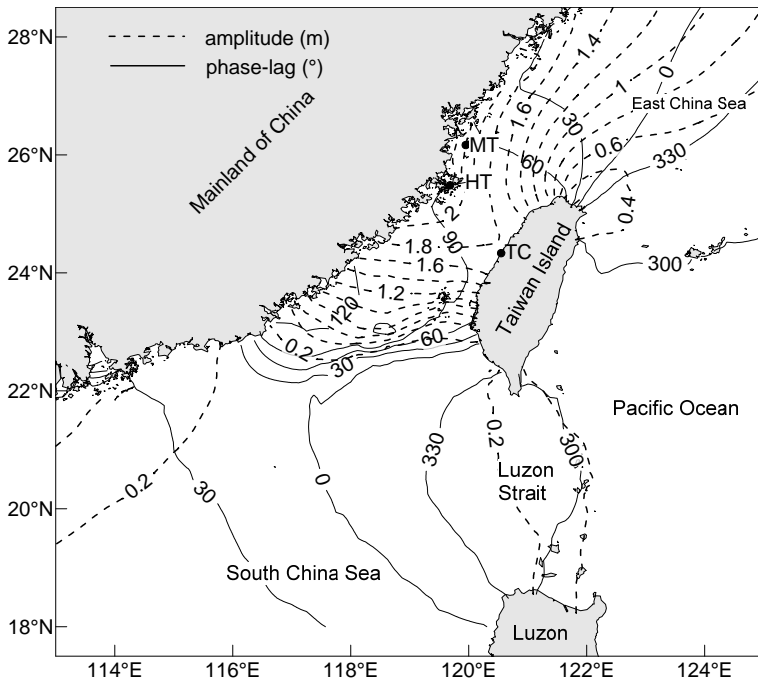 28°N
26°N
24°N
22°N
20°N
18°N
amplitude (m)
phase-lag (°)
Mainland of China
1.4
1
0
East China Sea
1.6
30
0.6
330
MT
60
HT
2
0.4
90
1.8
TC
1.6
300
1.2
120
Taiwan Island
0.2
60
30
Pacific Ocean
0.2
330
300
Luzon
Strait
0.2
30
0
South China Sea
Luzon
114°E
116°E
118°E
120°E
122°E
124°E